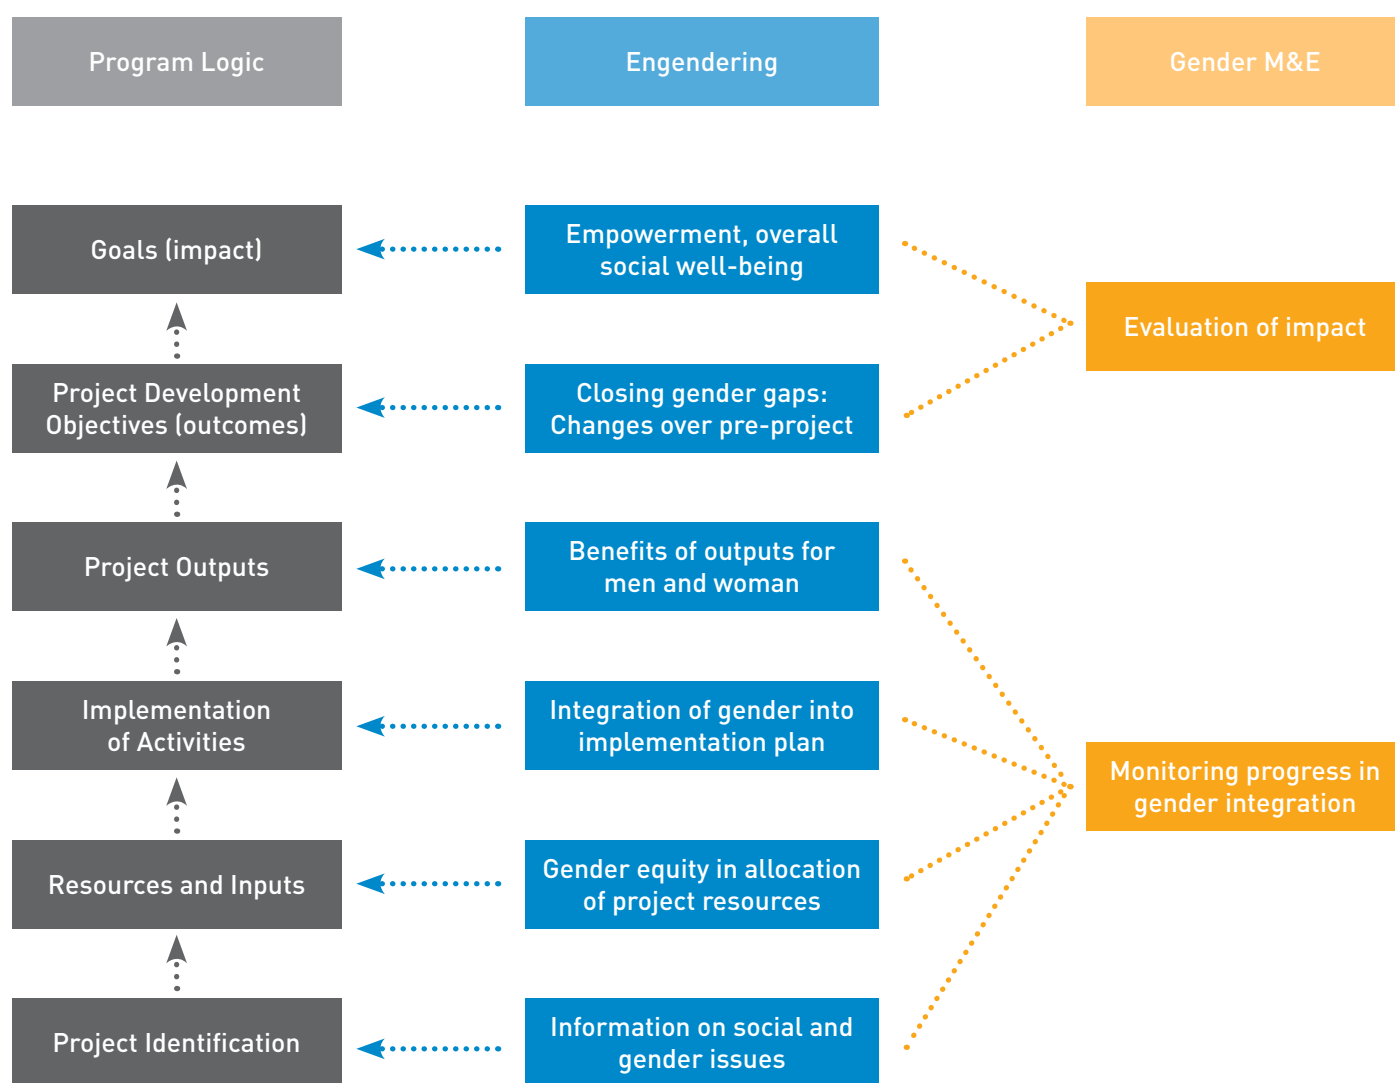 Program Logic
Engendering
Gender M&E
Goals (impact)
Empowerment, overall
social well-being
Evaluation of impact
Project Development
Objectives (outcomes)
Closing gender gaps:
Changes over pre-project
Project Outputs
Benefits of outputs for
men and woman
Implementation
of Activities
Integration of gender into
implementation plan
Monitoring progress in
gender integration
Resources and Inputs
Gender equity in allocation
of project resources
Project Identification
Information on social and
gender issues